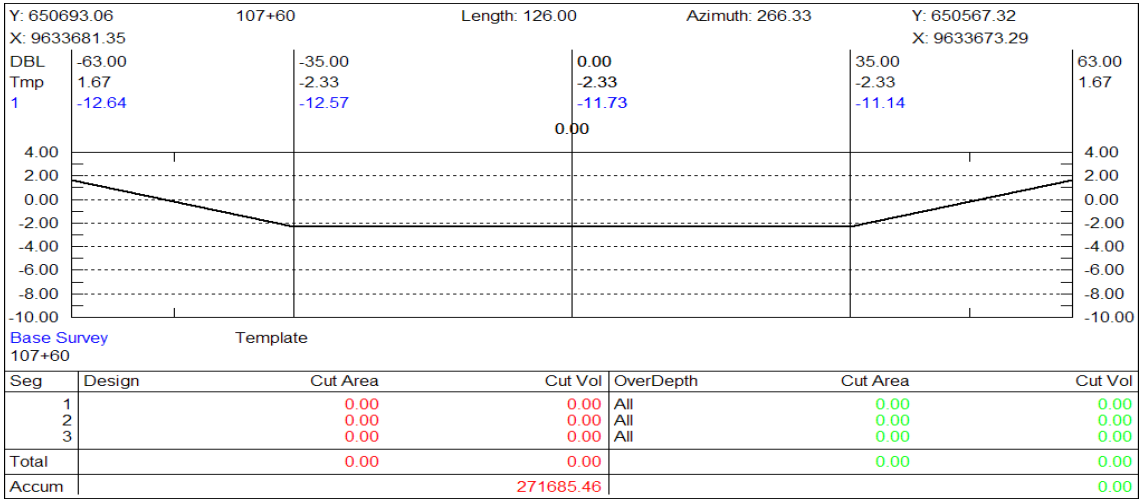 Y: 650693.06 107+60 Length: 126.00 Azimuth: 266.33 Y: 650567.32
X: 9633681.35 X: 9633673.29
DBL -63.00 -35.00 0.00 35.00 63.00
Tmp 1.67 -2.33 -2.33 -2.33 1.67
1 -12.64 -12.57 -11.73 -11.14
0.00
4.00 4.00
2.00 2.00
0.00 0.00
-2.00 -2.00
-4.00 -4.00
-6.00 -6.00
-8.00 -8.00
-10.00 -10.00
Base Survey Template
107+60
Seg Design Cut Area Cut Vol OverDepth Cut Area Cut Vol
1 0.00 0.00 All 0.00 0.00
2 0.00 0.00 All 0.00 0.00
3 0.00 0.00 All 0.00 0.00
Total 0.00 0.00 0.00 0.00
Accum 271685.46 0.00